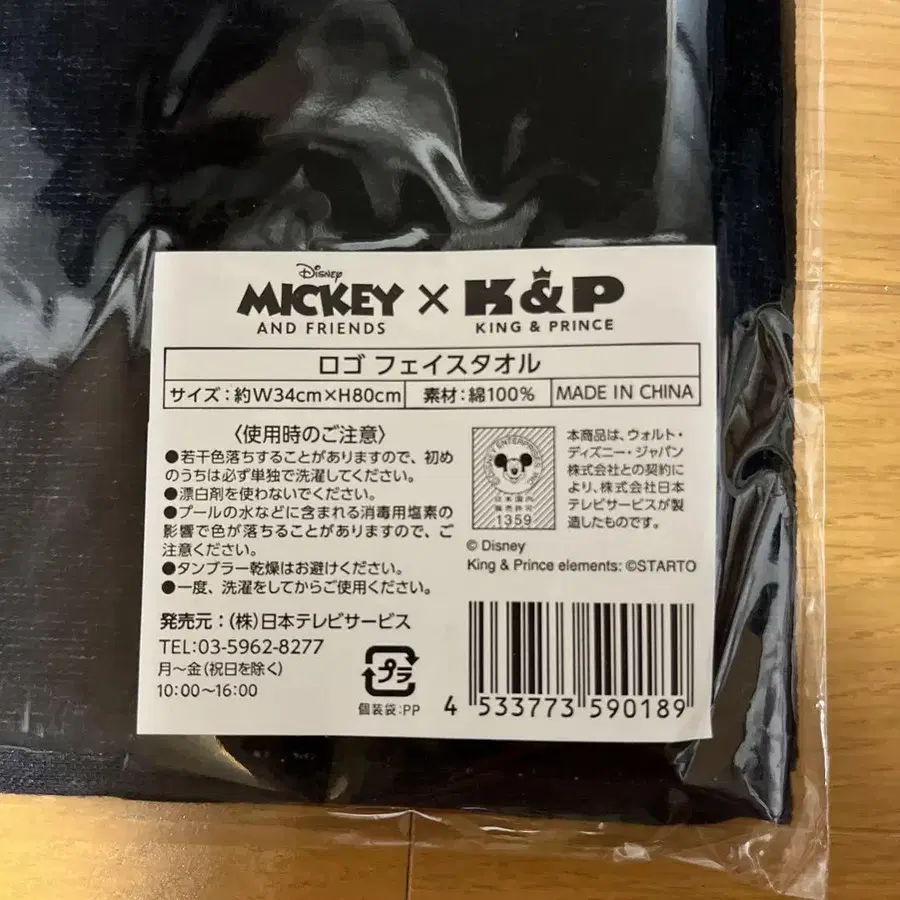 Disney
MICKEY × K&P
AND FRIENDS KING & PRINCE
ロゴ フェイスタオル
サイズ：約W34cm×H80cm 素材：綿100% MADE IN CHINA
〈使用時のご注意〉
●若干色落ちすることがありますので、初め
のうちは必ず単独で洗濯してください。
●漂白剤を使わないでください。
●プールの水などに含まれる消毒用塩素の
影響で色が落ちることがありますので、ご
注意ください。
●タンブラー乾燥はお避けください。
●一度、洗濯をしてからご使用ください。
発売元：(株)日本テレビサービス
TEL:03-5962-8277
月～金(祝日を除く)
10:00～16:00
DISNEY ENTERPRISES, INC.
日本国内
販売許可
1359
本商品は、ウォルト・
ディズニー・ジャパン
株式会社との契約に
より、株式会社日本
テレビサービスが製
造したものです。
© Disney
King & Prince elements: ©STARTO
プラ
個装袋：PP
4 533773 590189